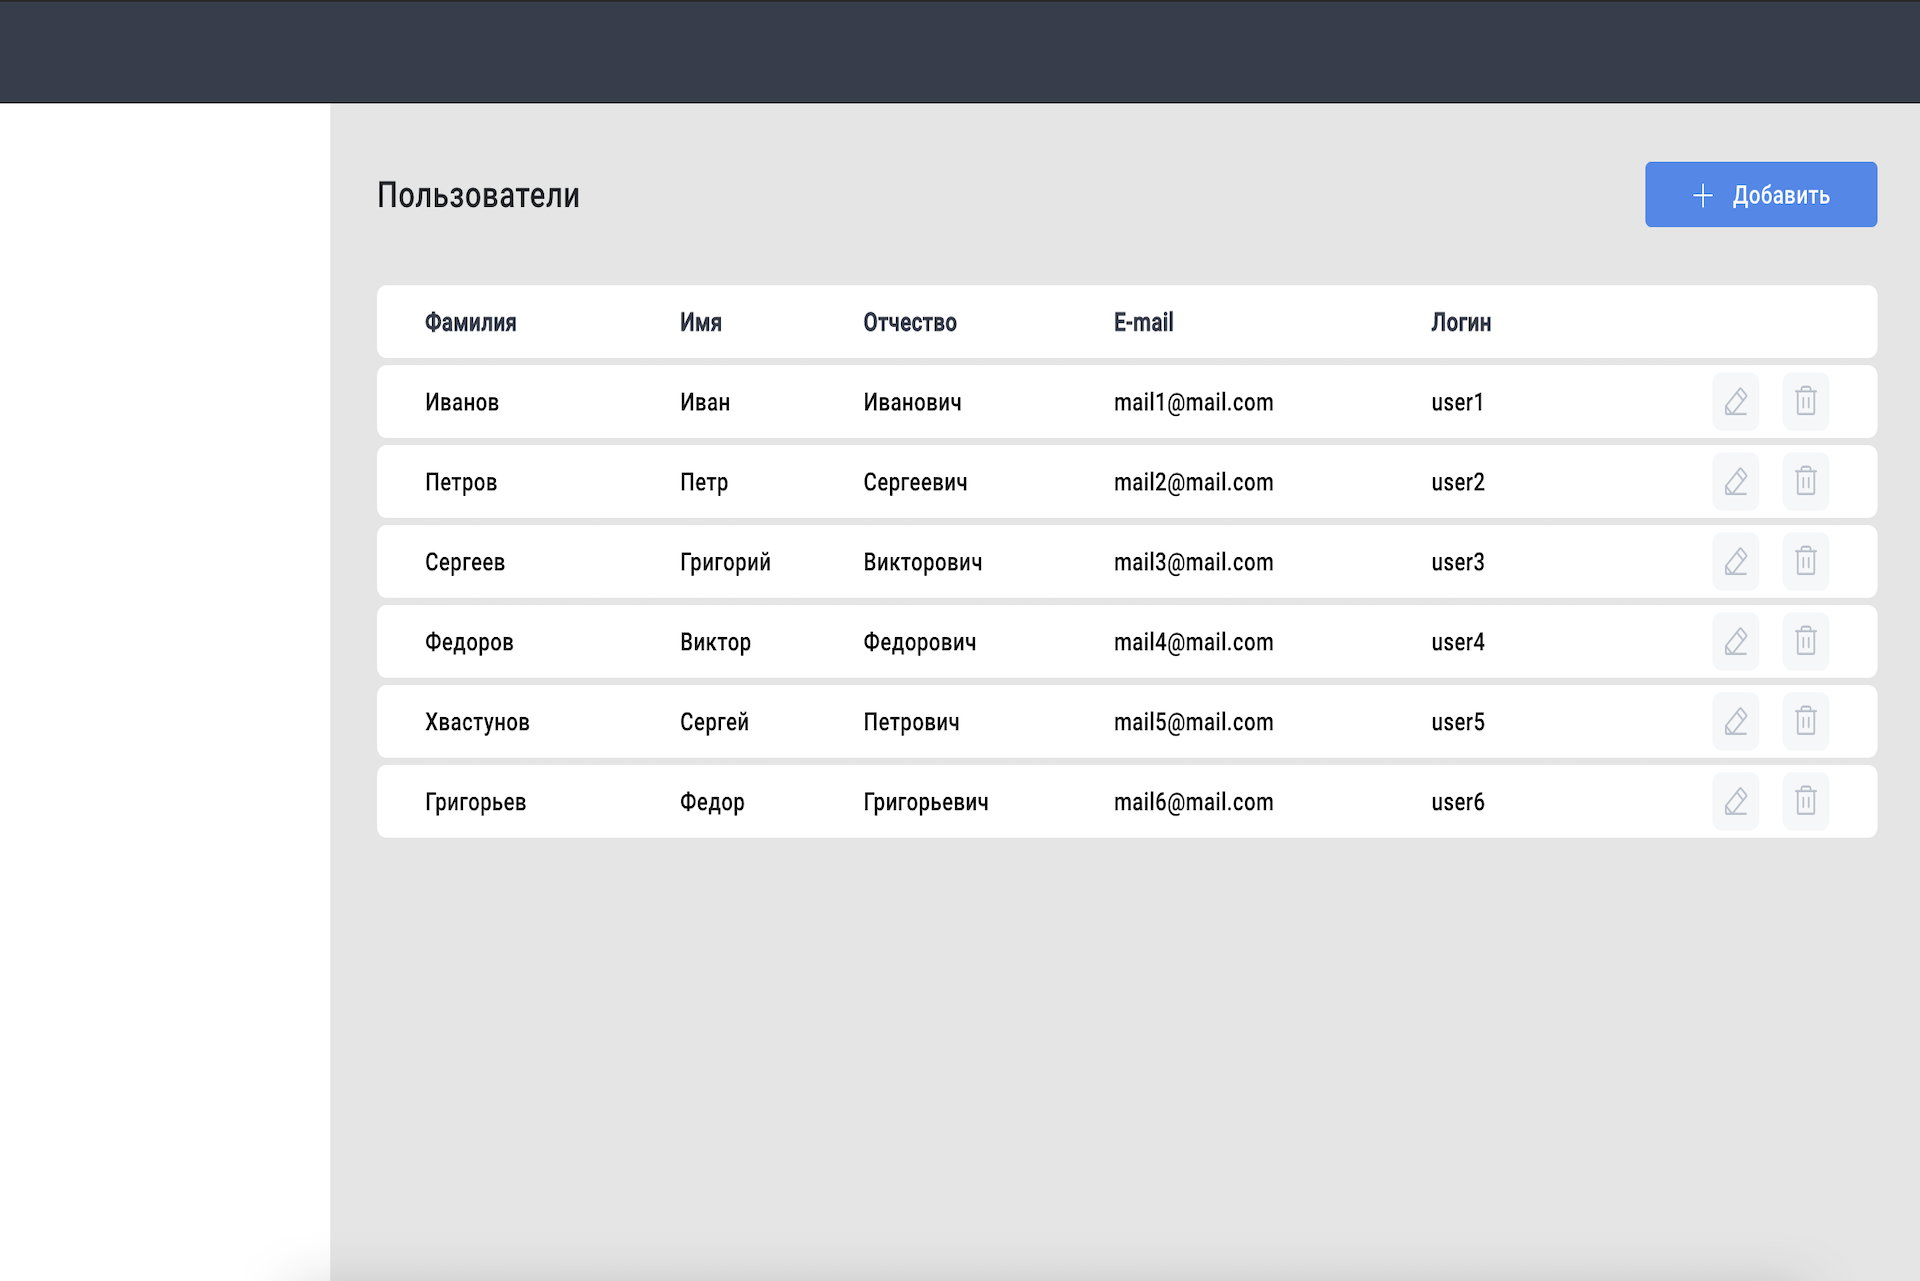 Пользователи
Добавить
Фамилия Имя Отчество E-mail Логин
Иванов Иван Иванович mail1@mail.com user1
Петров Петр Сергеевич mail2@mail.com user2
Сергеев Григорий Викторович mail3@mail.com user3
Федоров Виктор Федорович mail4@mail.com user4
Хвастунов Сергей Петрович mail5@mail.com user5
Григорьев Федор Григорьевич mail6@mail.com user6